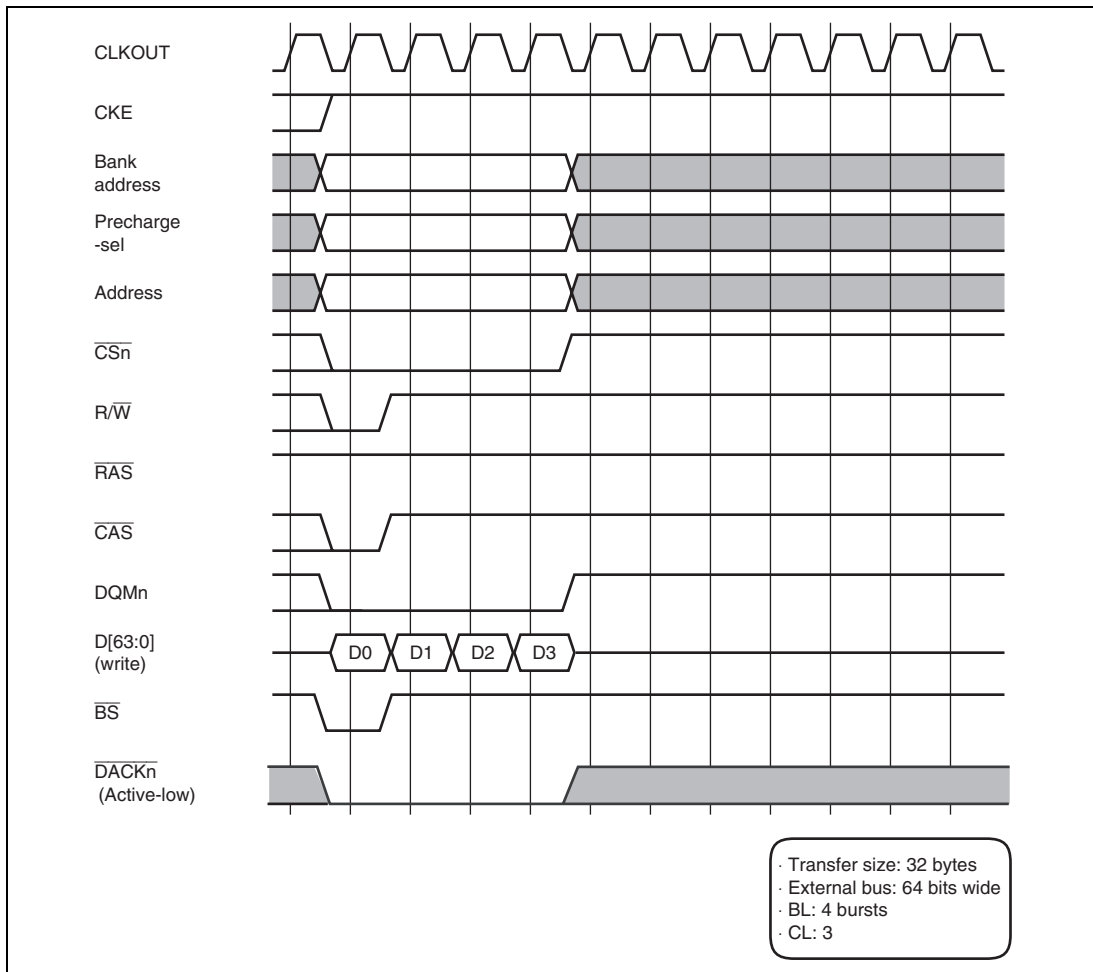 CLKOUT
CKE
Bank
address
Precharge
-sel
Address
CSn
R/W
RAS
CAS
DQMn
D[63:0]
(write)
D0 D1 D2 D3
BS
DACKn
(Active-low)
· Transfer size: 32 bytes
· External bus: 64 bits wide
· BL: 4 bursts
· CL: 3